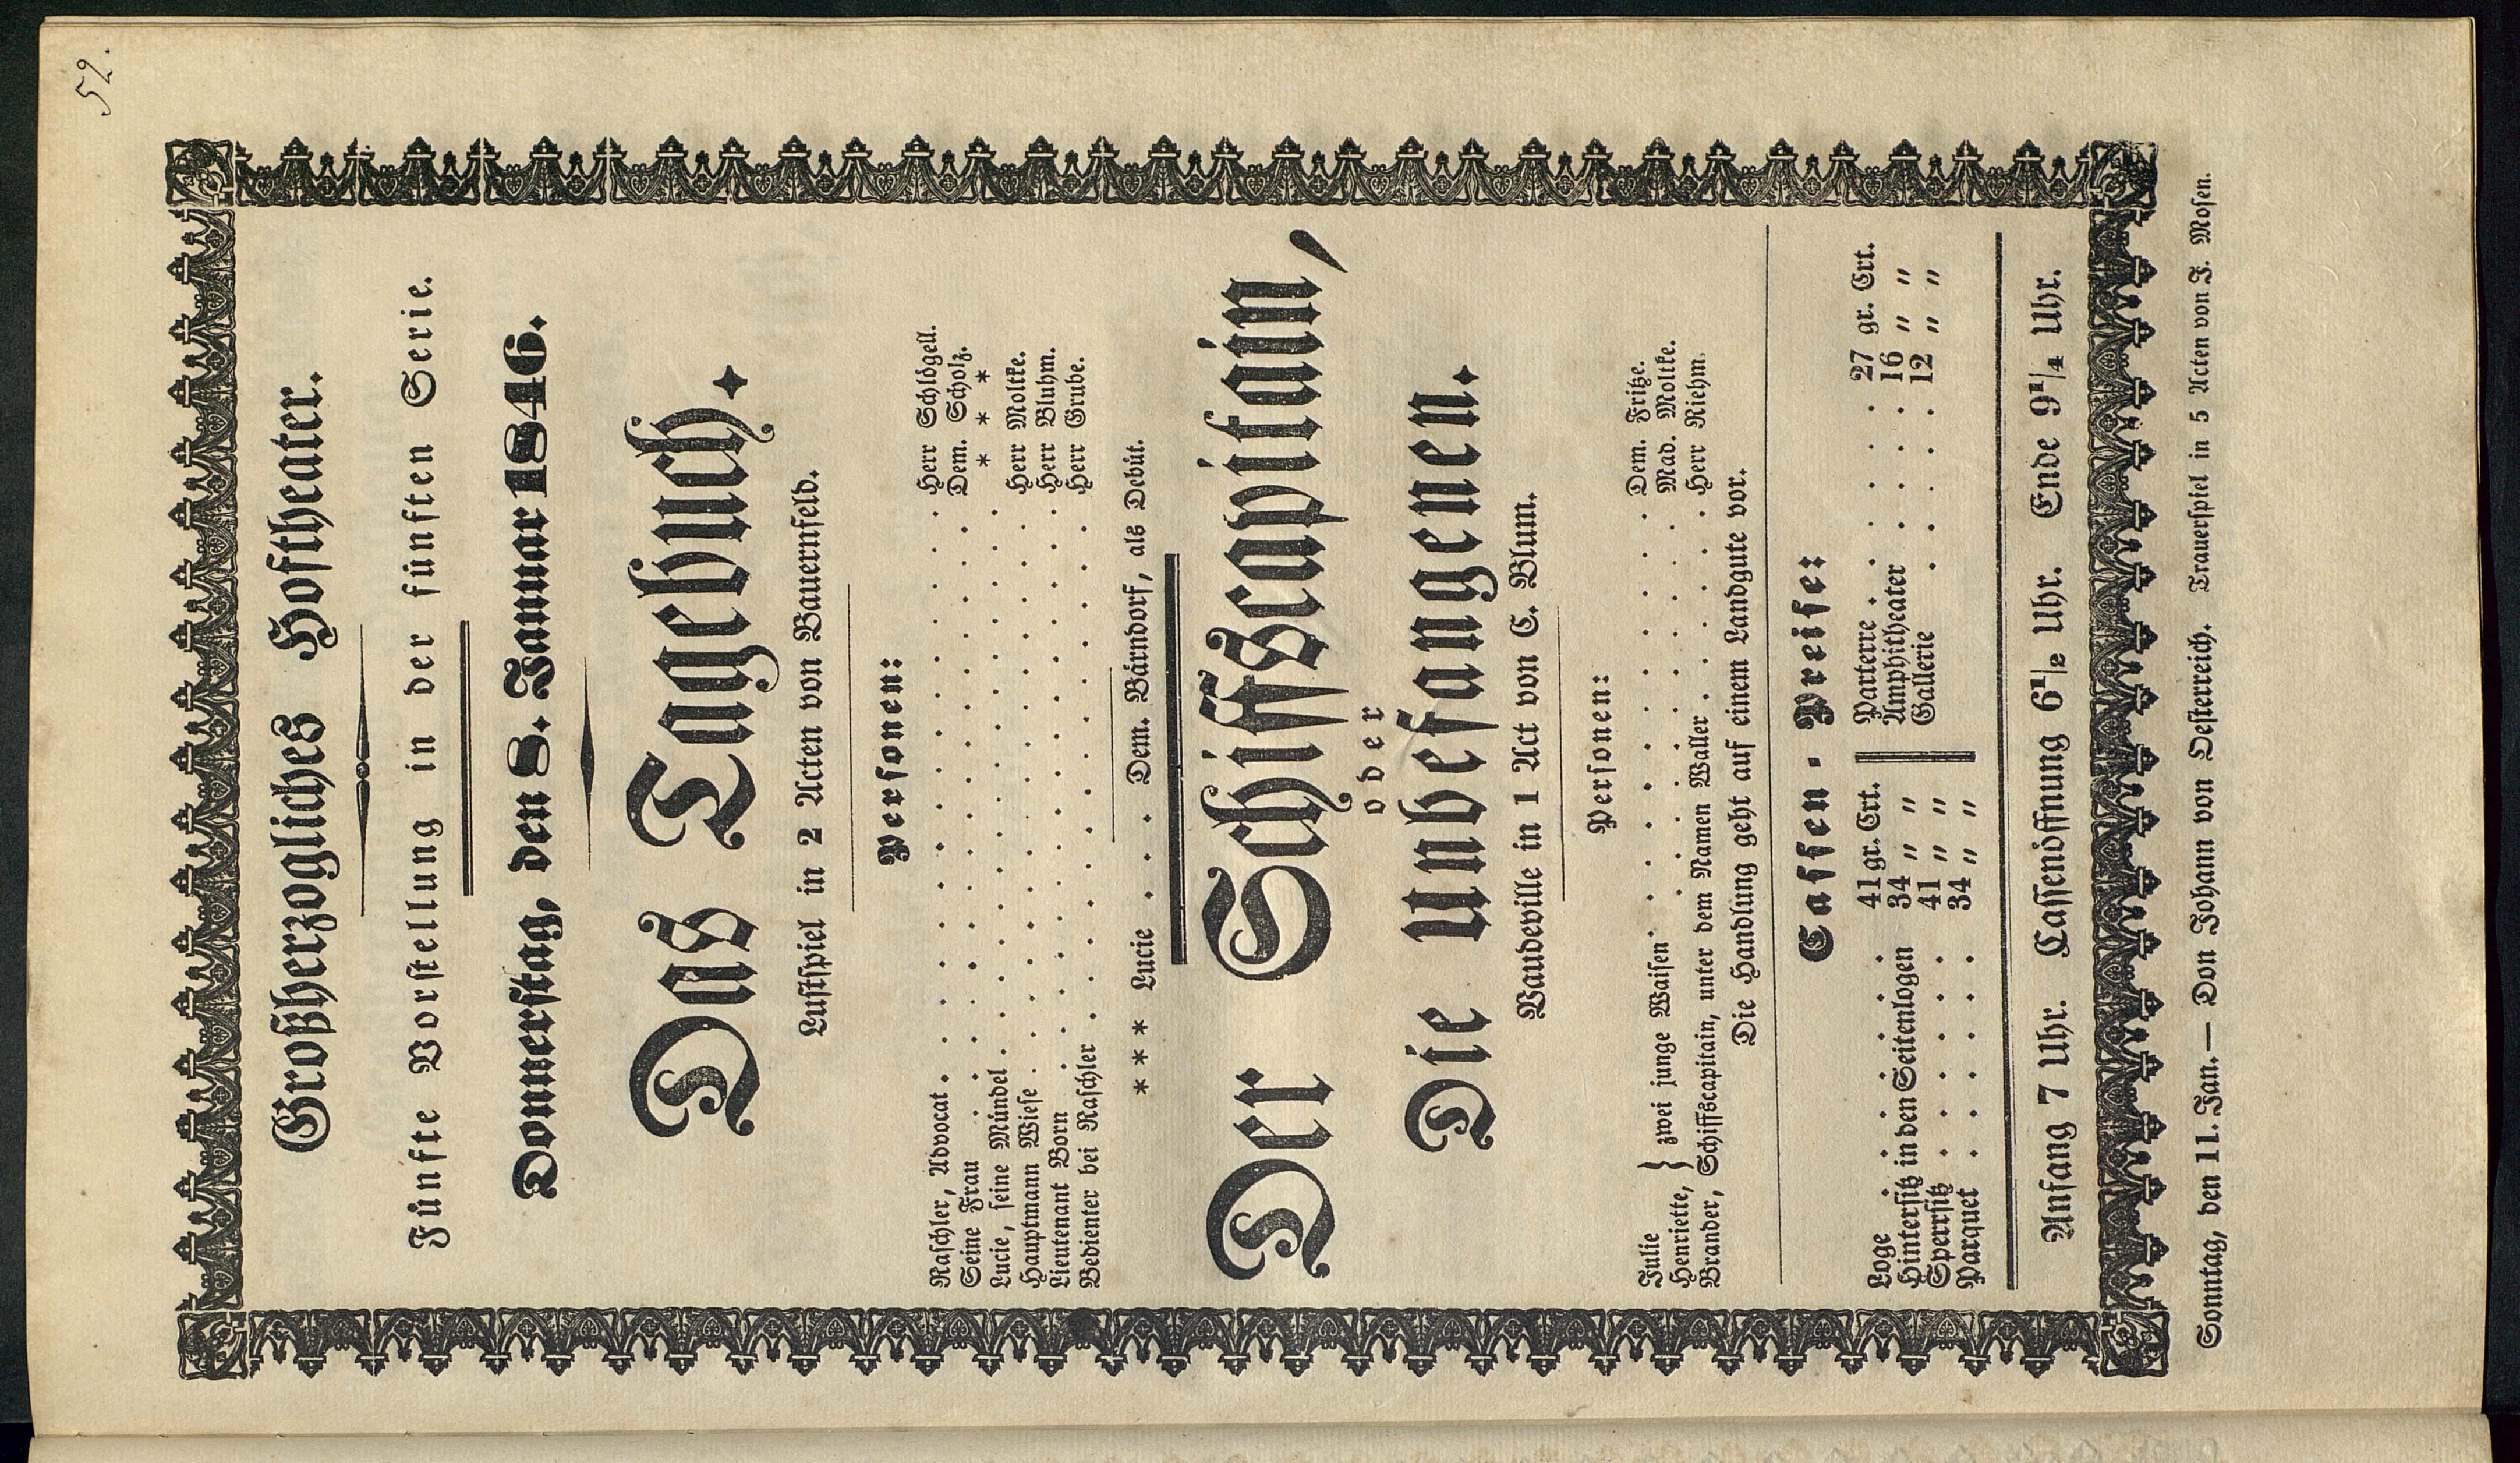 52.
Großherzogliches Hoftheater.
Fünfte Vorstellung in der fünften Serie.
Donnerstag, den 8. Januar 1846.
Das Tagebuch.
Lustspiel in 2 Acten von Bauernfeld.
Personen:
Raschler, Advocat . . . . . . . . . . Herr Schlögell.
Seine Frau . . . . . . . . . . Dem. Scholz.
Lucie, seine Mündel . . . . . . . . . . * * *
Hauptmann Wiese . . . . . . . . . . Herr Moltke.
Lieutenant Born . . . . . . . . . . Herr Bluhm.
Bedienter bei Raschler . . . . . . . . . . Herr Grube.
* * * Lucie . . . . Dem. Bärndorf, als Debüt.
Der Schiffscapitain,
oder
Die Unbefangenen.
Vaudeville in 1 Act von C. Blum.
Personen:
Julie } zwei junge Waisen . . . . . . . . Dem. Fritze.
Henriette, } . . . . . . . . Mad. Moltke.
Brander, Schiffscapitain, unter dem Namen Waller . . . . . Herr Riehm.
Die Handlung geht auf einem Landgute vor.
Cassen-Preise:
Loge . . . . . 41 gr. Crt.
Hintersitz in den Seitenlogen 34 „ „
Sperrsitz . . . . . 41 „ „
Parquet . . . . . 34 „ „
Parterre . . . . . 27 gr. Crt.
Amphitheater . . . . 16 „ „
Gallerie . . . . 12 „ „
Anfang 7 Uhr. Cassenöffnung 6 1/2 Uhr. Ende 9 1/4 Uhr.
Sonntag, den 11. Jan. — Don Johann von Oesterreich. Trauerspiel in 5 Acten von J. Mosen.